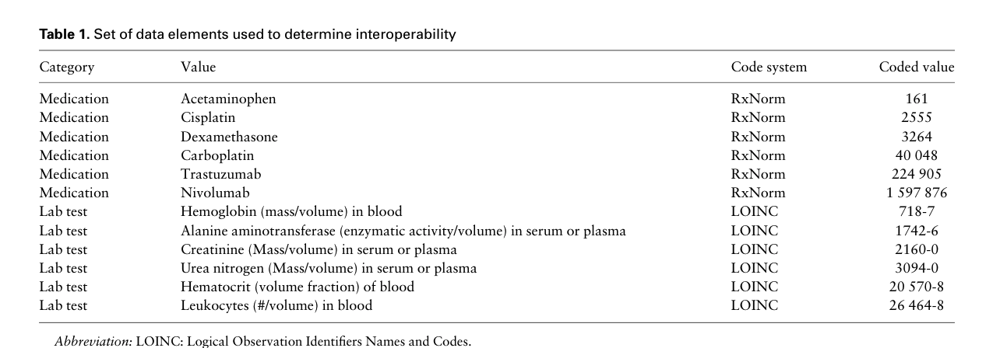 Table 1. Set of data elements used to determine interoperability
Category Value Code system Coded value
Medication Acetaminophen RxNorm 161
Medication Cisplatin RxNorm 2555
Medication Dexamethasone RxNorm 3264
Medication Carboplatin RxNorm 40 048
Medication Trastuzumab RxNorm 224 905
Medication Nivolumab RxNorm 1 597 876
Lab test Hemoglobin (mass/volume) in blood LOINC 718-7
Lab test Alanine aminotransferase (enzymatic activity/volume) in serum or plasma LOINC 1742-6
Lab test Creatinine (Mass/volume) in serum or plasma LOINC 2160-0
Lab test Urea nitrogen (Mass/volume) in serum or plasma LOINC 3094-0
Lab test Hematocrit (volume fraction) of blood LOINC 20 570-8
Lab test Leukocytes (#/volume) in blood LOINC 26 464-8
Abbreviation: LOINC: Logical Observation Identifiers Names and Codes.